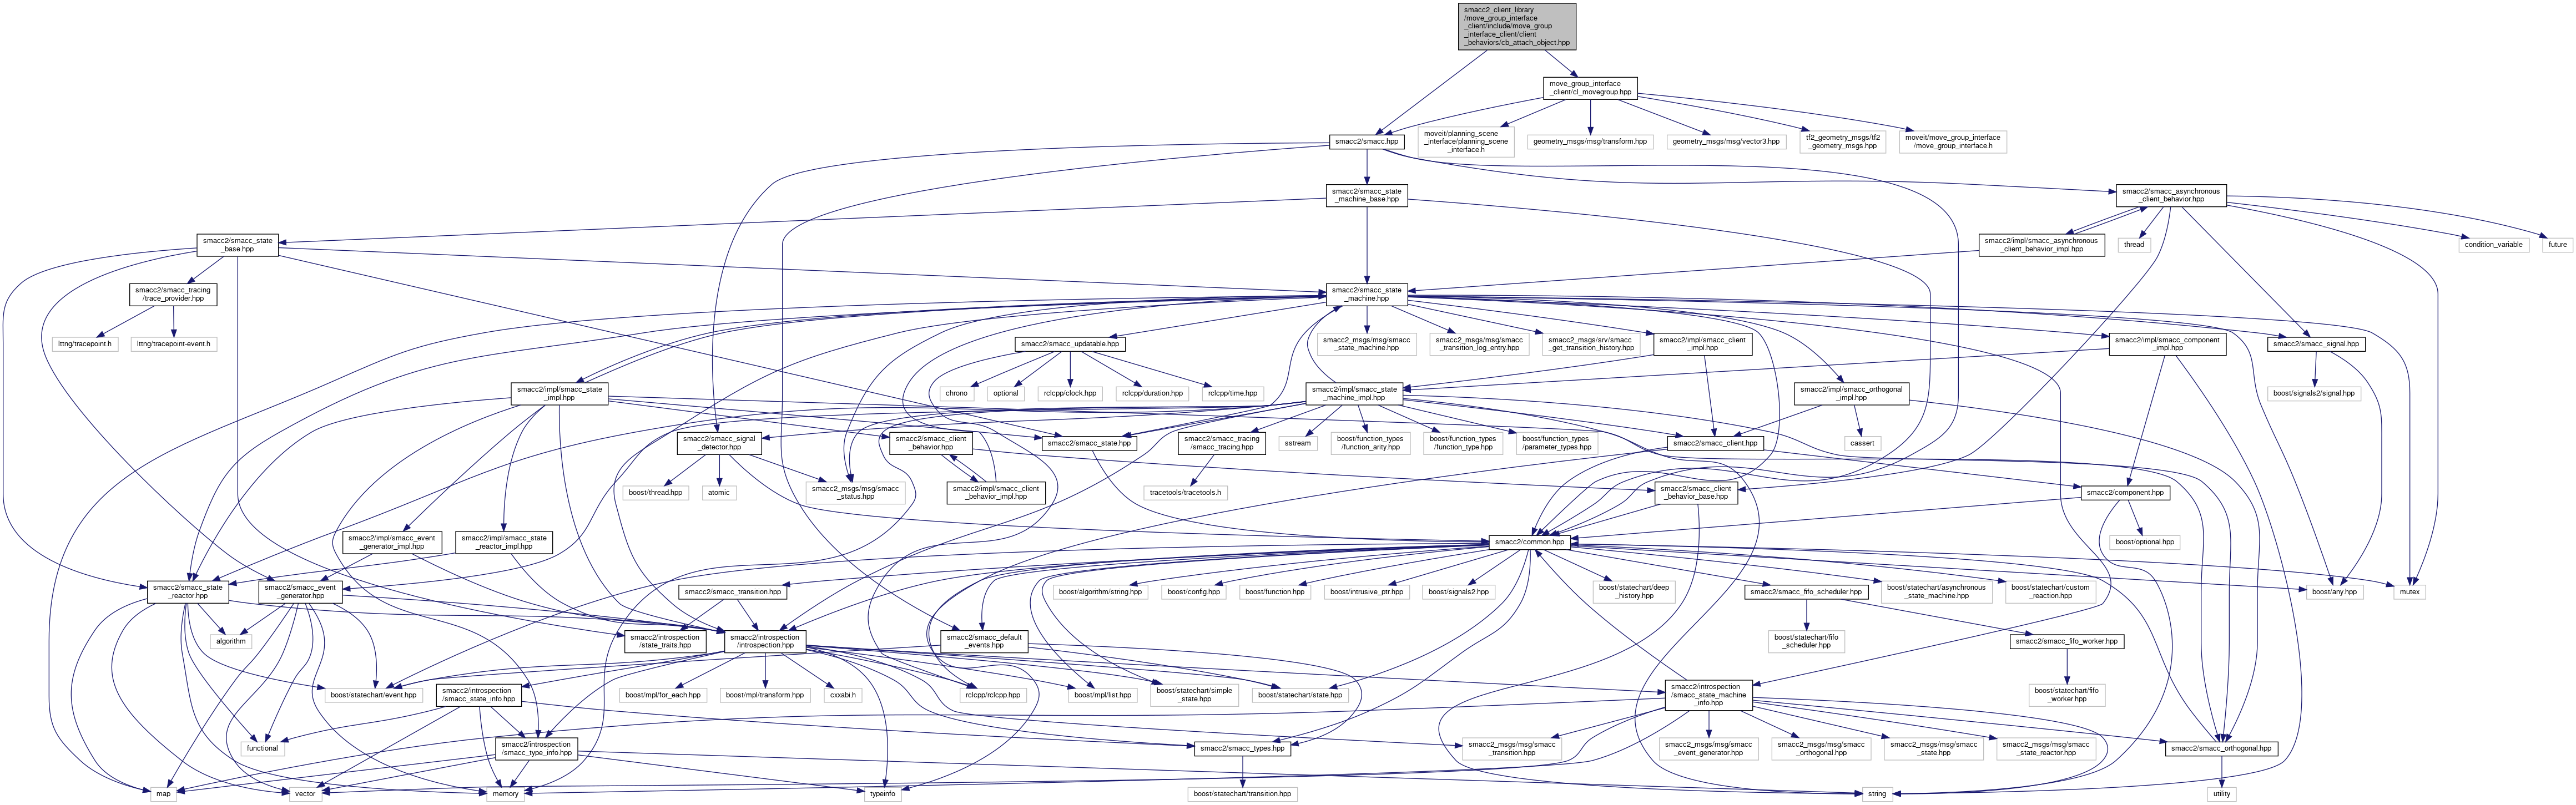 smacc2_client_library
/move_group_interface
_client/include/move_group
_interface_client/client
_behaviors/cb_attach_object.hpp
move_group_interface
_client/cl_movegroup.hpp
smacc2/smacc.hpp
moveit/planning_scene
_interface/planning_scene
_interface.h
geometry_msgs/msg/transform.hpp
geometry_msgs/msg/vector3.hpp
tf2_geometry_msgs/tf2
_geometry_msgs.hpp
moveit/move_group_interface
/move_group_interface.h
smacc2/smacc_state
_machine_base.hpp
smacc2/smacc_asynchronous
_client_behavior.hpp
smacc2/smacc_state
_base.hpp
smacc2/impl/smacc_asynchronous
_client_behavior_impl.hpp
thread
condition_variable
future
smacc2/smacc_tracing
/trace_provider.hpp
smacc2/smacc_state
_machine.hpp
lttng/tracepoint.h
lttng/tracepoint-event.h
smacc2/smacc_updatable.hpp
smacc2_msgs/msg/smacc
_state_machine.hpp
smacc2_msgs/msg/smacc
_transition_log_entry.hpp
smacc2_msgs/srv/smacc
_get_transition_history.hpp
smacc2/impl/smacc_client
_impl.hpp
smacc2/impl/smacc_component
_impl.hpp
smacc2/smacc_signal.hpp
smacc2/impl/smacc_state
_impl.hpp
chrono
optional
rclcpp/clock.hpp
rclcpp/duration.hpp
rclcpp/time.hpp
smacc2/impl/smacc_state
_machine_impl.hpp
smacc2/impl/smacc_orthogonal
_impl.hpp
boost/signals2/signal.hpp
smacc2/smacc_signal
_detector.hpp
smacc2/smacc_client
_behavior.hpp
smacc2/smacc_state.hpp
smacc2/smacc_tracing
/smacc_tracing.hpp
sstream
boost/function_types
/function_arity.hpp
boost/function_types
/function_type.hpp
boost/function_types
/parameter_types.hpp
smacc2/smacc_client.hpp
cassert
boost/thread.hpp
atomic
smacc2_msgs/msg/smacc
_status.hpp
smacc2/impl/smacc_client
_behavior_impl.hpp
tracetools/tracetools.h
smacc2/smacc_client
_behavior_base.hpp
smacc2/component.hpp
smacc2/impl/smacc_event
_generator_impl.hpp
smacc2/impl/smacc_state
_reactor_impl.hpp
smacc2/common.hpp
boost/optional.hpp
smacc2/smacc_state
_reactor.hpp
smacc2/smacc_event
_generator.hpp
smacc2/smacc_transition.hpp
boost/algorithm/string.hpp
boost/config.hpp
boost/function.hpp
boost/intrusive_ptr.hpp
boost/signals2.hpp
boost/statechart/deep
_history.hpp
smacc2/smacc_fifo_scheduler.hpp
boost/statechart/asynchronous
_state_machine.hpp
boost/statechart/custom
_reaction.hpp
boost/any.hpp
mutex
algorithm
smacc2/introspection
/state_traits.hpp
smacc2/introspection
/introspection.hpp
smacc2/smacc_default
_events.hpp
boost/statechart/fifo
_scheduler.hpp
smacc2/smacc_fifo_worker.hpp
boost/statechart/event.hpp
smacc2/introspection
/smacc_state_info.hpp
boost/mpl/for_each.hpp
boost/mpl/transform.hpp
cxxabi.h
rclcpp/rclcpp.hpp
boost/mpl/list.hpp
boost/statechart/simple
_state.hpp
boost/statechart/state.hpp
smacc2/introspection
/smacc_state_machine
_info.hpp
boost/statechart/fifo
_worker.hpp
functional
smacc2/introspection
/smacc_type_info.hpp
smacc2/smacc_types.hpp
smacc2_msgs/msg/smacc
_transition.hpp
smacc2_msgs/msg/smacc
_event_generator.hpp
smacc2_msgs/msg/smacc
_orthogonal.hpp
smacc2_msgs/msg/smacc
_state.hpp
smacc2_msgs/msg/smacc
_state_reactor.hpp
smacc2/smacc_orthogonal.hpp
map
vector
memory
typeinfo
boost/statechart/transition.hpp
string
utility